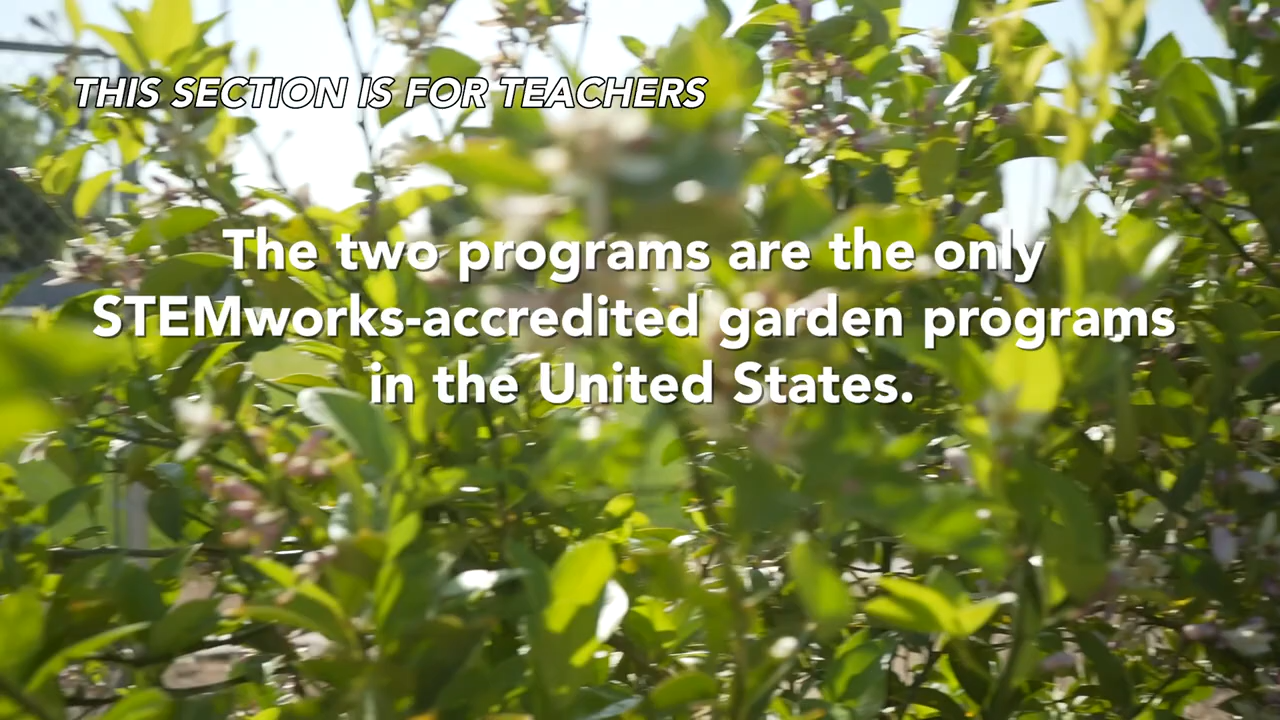 THIS SECTION IS FOR TEACHERS
The two programs are the only
STEMworks-accredited garden programs
in the United States.